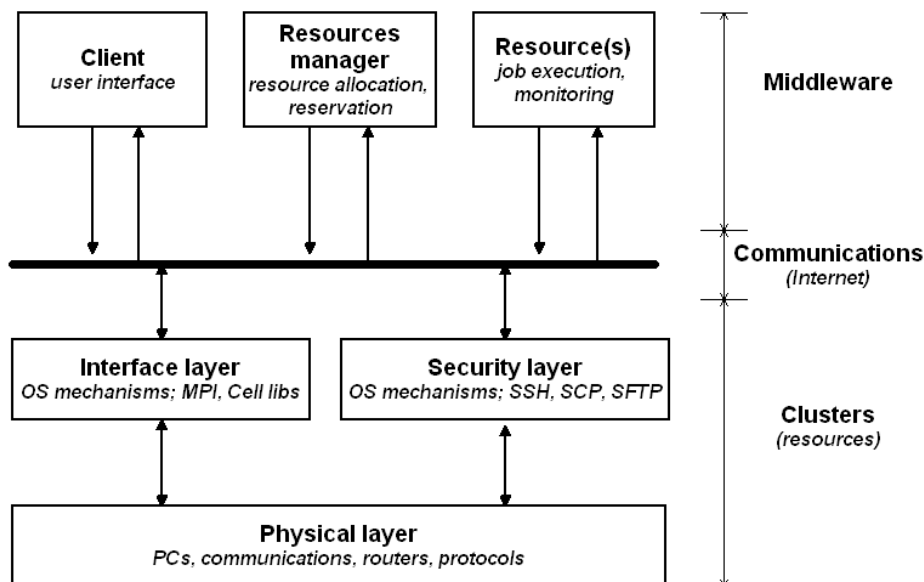 Client
user interface
Resources
manager
resource allocation,
reservation
Resource(s)
job execution,
monitoring
Middleware
Communications
(Internet)
Interface layer
OS mechanisms; MPI, Cell libs
Security layer
OS mechanisms; SSH, SCP, SFTP
Clusters
(resources)
Physical layer
PCs, communications, routers, protocols